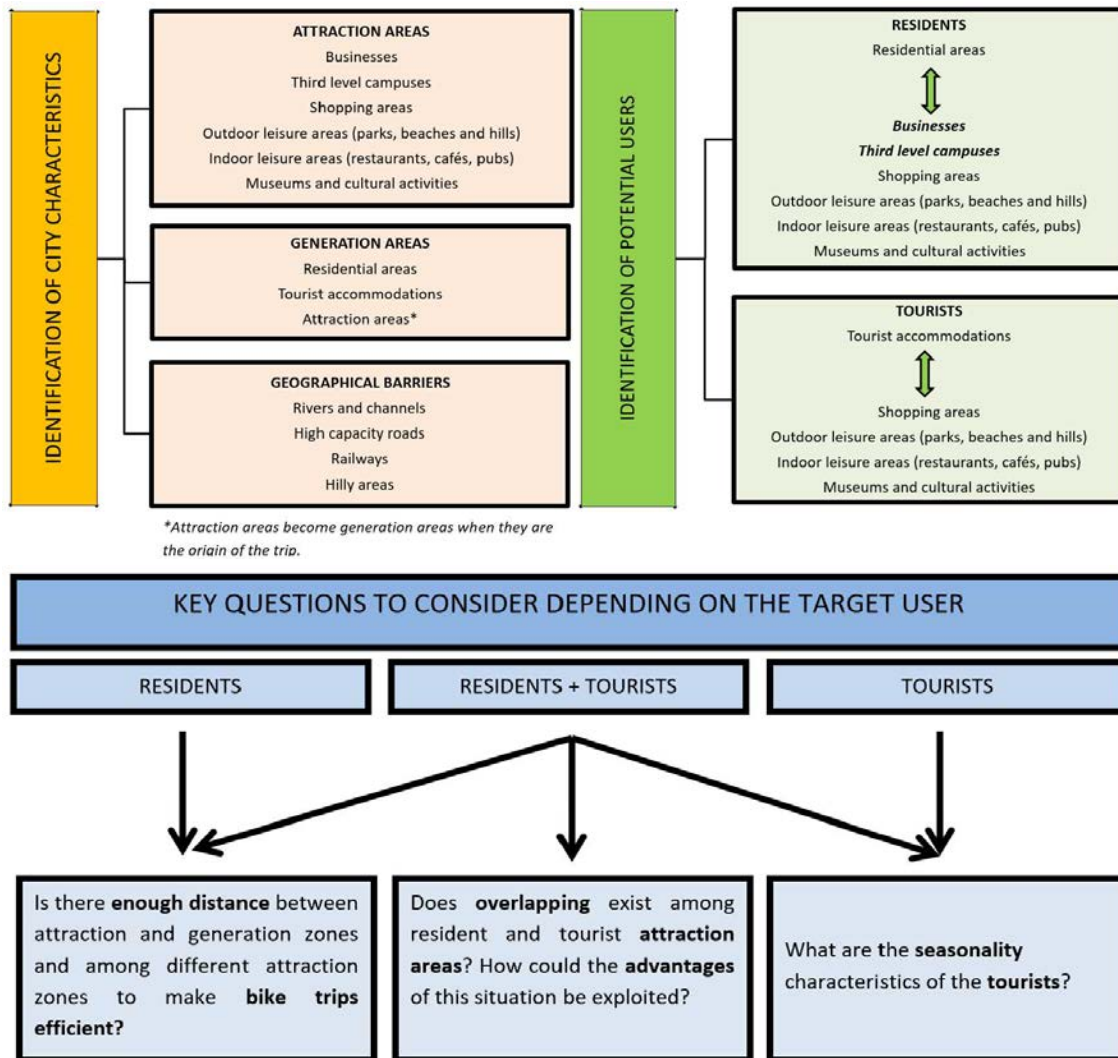 IDENTIFICATION OF CITY CHARACTERISTICS
ATTRACTION AREAS
Businesses
Third level campuses
Shopping areas
Outdoor leisure areas (parks, beaches and hills)
Indoor leisure areas (restaurants, cafés, pubs)
Museums and cultural activities
GENERATION AREAS
Residential areas
Tourist accommodations
Attraction areas*
GEOGRAPHICAL BARRIERS
Rivers and channels
High capacity roads
Railways
Hilly areas
*Attraction areas become generation areas when they are
the origin of the trip.
IDENTIFICATION OF POTENTIAL USERS
RESIDENTS
Residential areas
Businesses
Third level campuses
Shopping areas
Outdoor leisure areas (parks, beaches and hills)
Indoor leisure areas (restaurants, cafés, pubs)
Museums and cultural activities
TOURISTS
Tourist accommodations
Shopping areas
Outdoor leisure areas (parks, beaches and hills)
Indoor leisure areas (restaurants, cafés, pubs)
Museums and cultural activities
KEY QUESTIONS TO CONSIDER DEPENDING ON THE TARGET USER
RESIDENTS
RESIDENTS + TOURISTS
TOURISTS
Is there enough distance between
attraction and generation zones
and among different attraction
zones to make bike trips
efficient?
Does overlapping exist among
resident and tourist attraction
areas? How could the advantages
of this situation be exploited?
What are the seasonality
characteristics of the tourists?